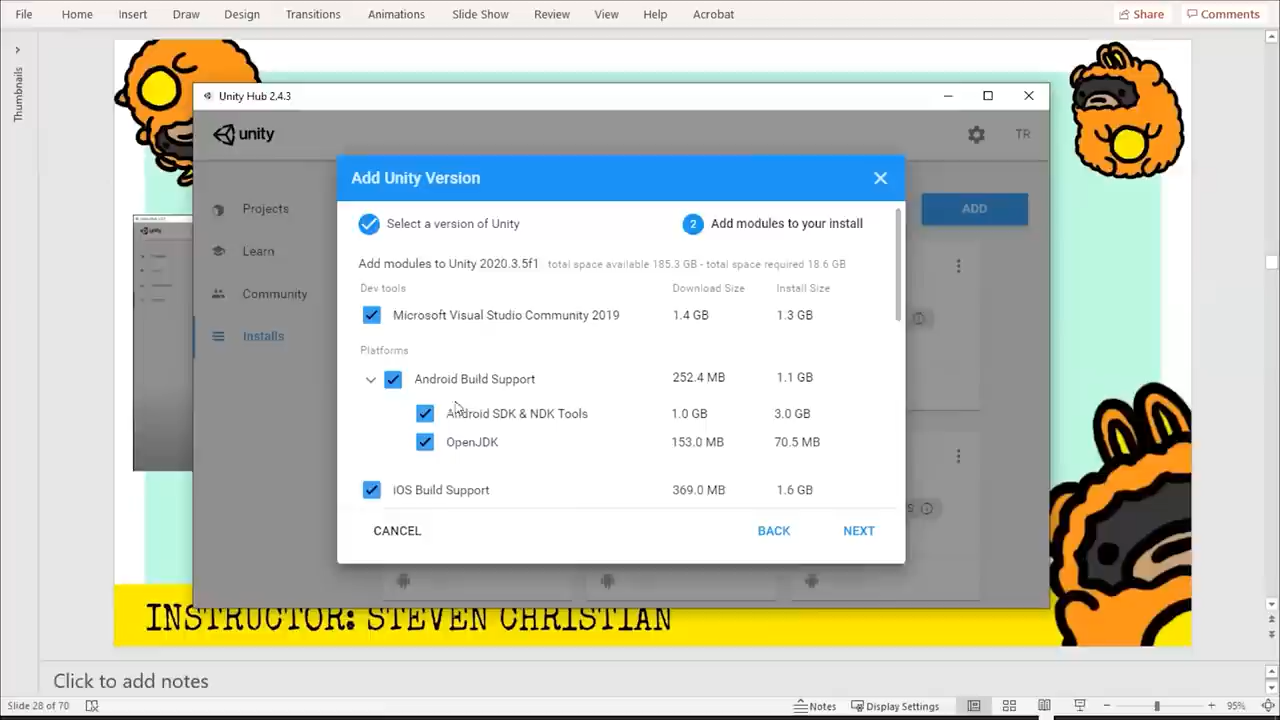 File Home Insert Draw Design Transitions Animations Slide Show Review View Help Acrobat Share Comments
Thumbnails
Unity Hub 2.4.3
unity TR
Add Unity Version
Projects
Learn
Community
Installs
ADD
Select a version of Unity 2 Add modules to your install
Add modules to Unity 2020.3.5f1 total space available 185.3 GB - total space required 18.6 GB
Dev tools Download Size Install Size
Microsoft Visual Studio Community 2019 1.4 GB 1.3 GB
Platforms
Android Build Support 252.4 MB 1.1 GB
Android SDK & NDK Tools 1.0 GB 3.0 GB
OpenJDK 153.0 MB 70.5 MB
iOS Build Support 369.0 MB 1.6 GB
CANCEL BACK NEXT
INSTRUCTOR: STEVEN CHRISTIAN
Click to add notes
Slide 28 of 70 Notes Display Settings 95%